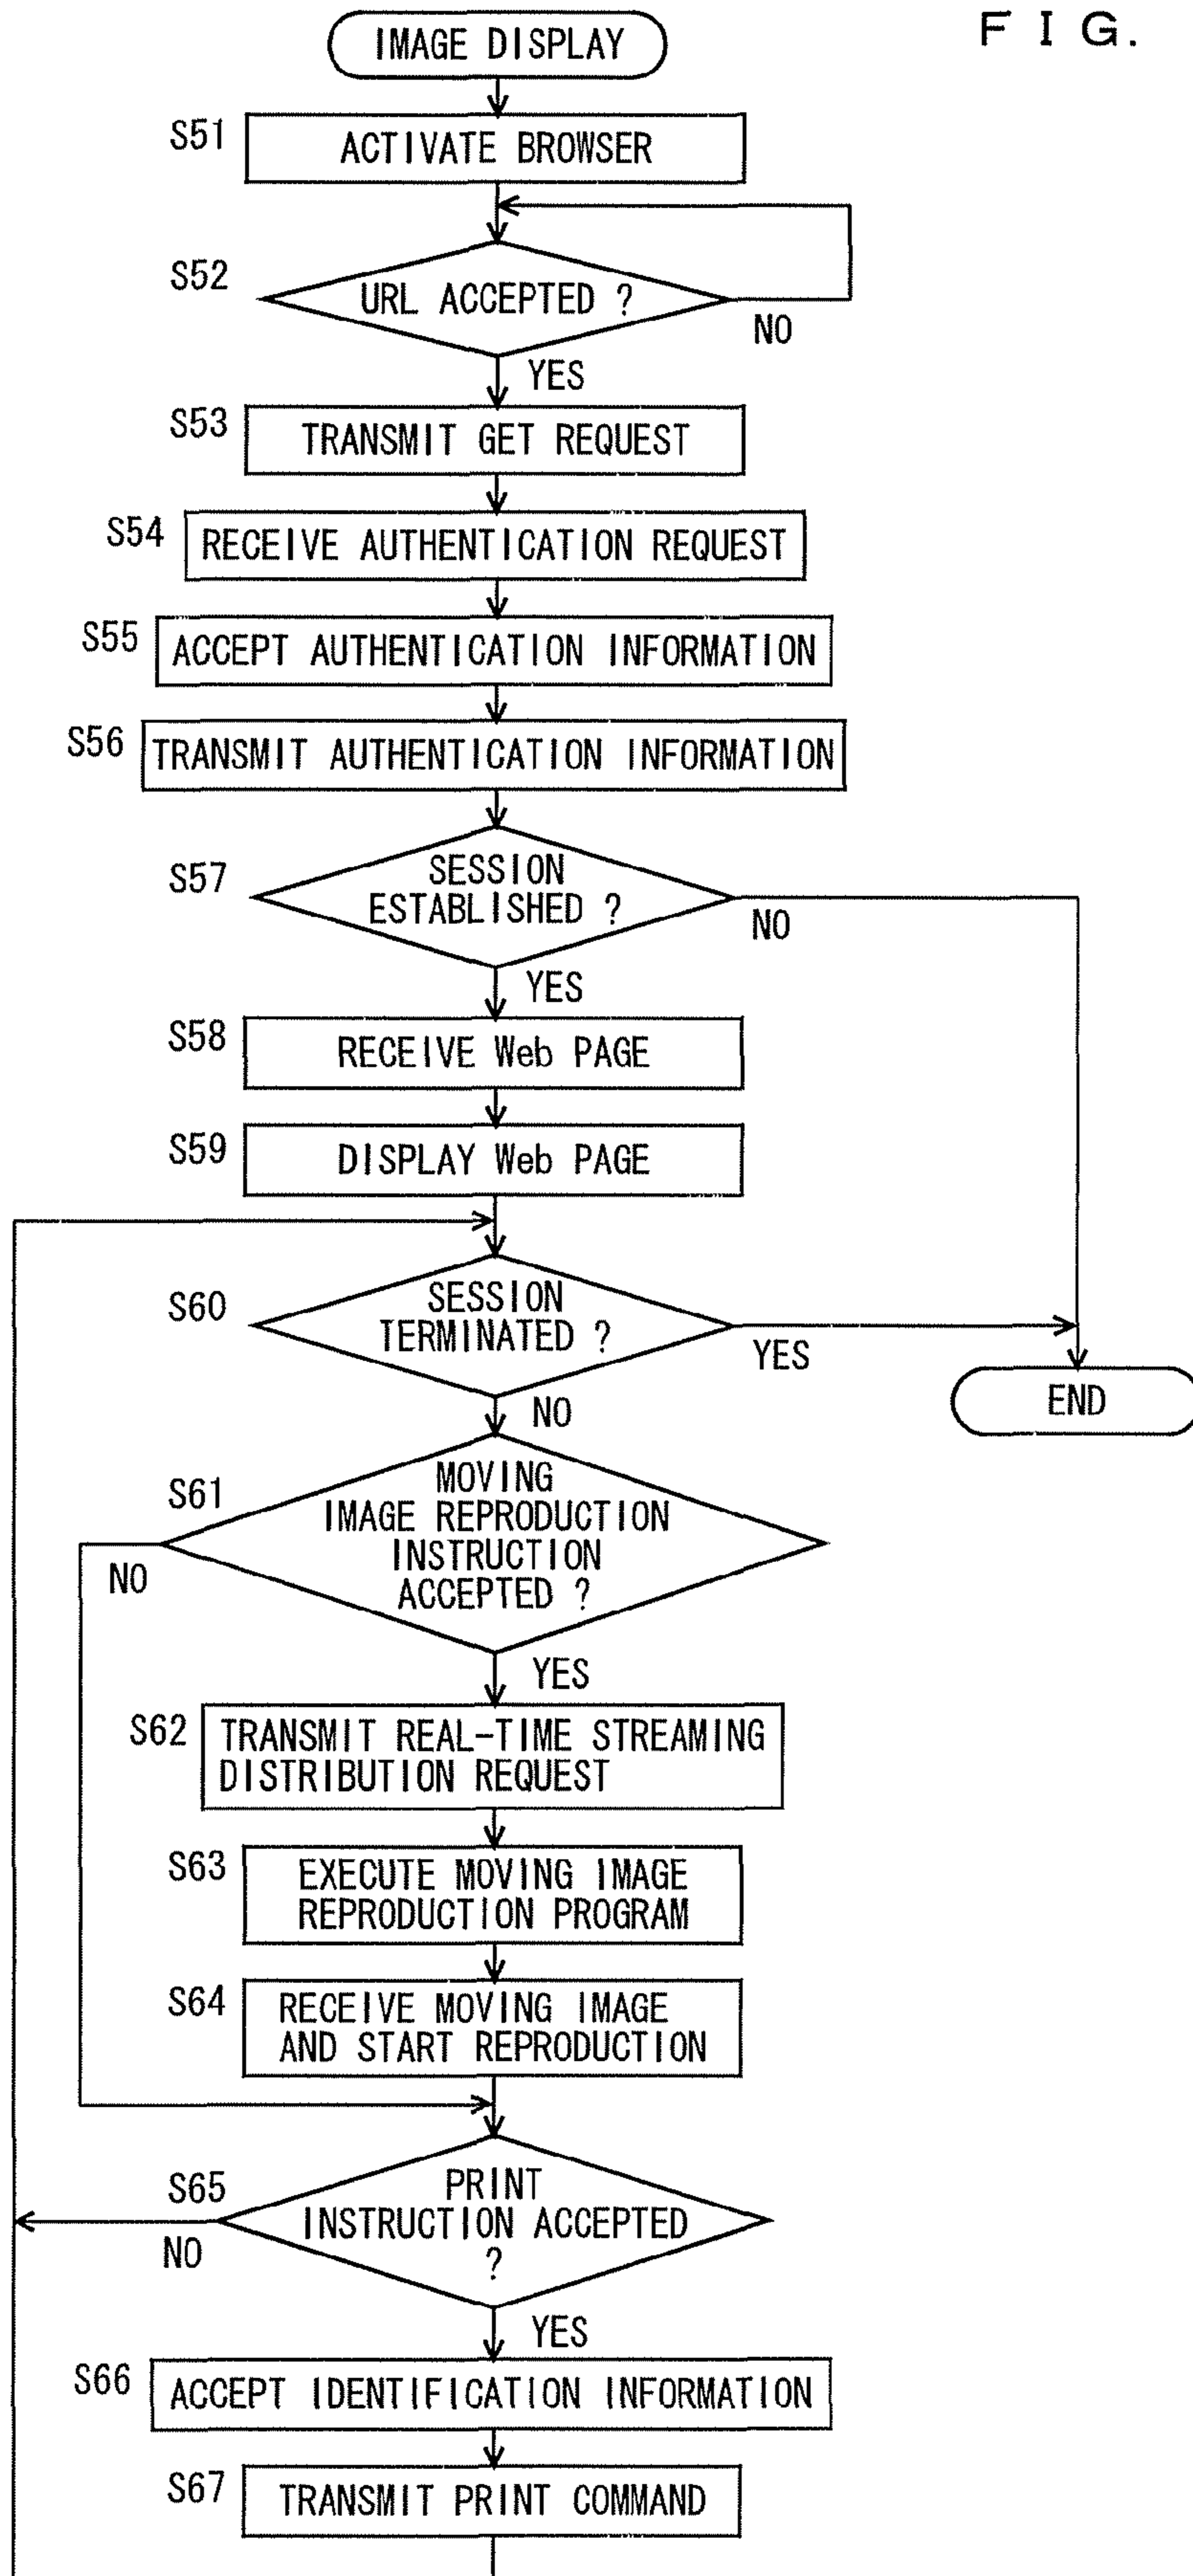 FIG.
IMAGE DISPLAY
S51
ACTIVATE BROWSER
S52
URL ACCEPTED ?
NO
YES
S53
TRANSMIT GET REQUEST
S54
RECEIVE AUTHENTICATION REQUEST
S55
ACCEPT AUTHENTICATION INFORMATION
S56
TRANSMIT AUTHENTICATION INFORMATION
S57
SESSION
ESTABLISHED ?
NO
YES
S58
RECEIVE Web PAGE
S59
DISPLAY Web PAGE
S60
SESSION
TERMINATED ?
YES
NO
END
S61
MOVING
IMAGE REPRODUCTION
INSTRUCTION
ACCEPTED ?
NO
YES
S62
TRANSMIT REAL-TIME STREAMING
DISTRIBUTION REQUEST
S63
EXECUTE MOVING IMAGE
REPRODUCTION PROGRAM
S64
RECEIVE MOVING IMAGE
AND START REPRODUCTION
S65
PRINT
INSTRUCTION ACCEPTED
?
NO
YES
S66
ACCEPT IDENTIFICATION INFORMATION
S67
TRANSMIT PRINT COMMAND